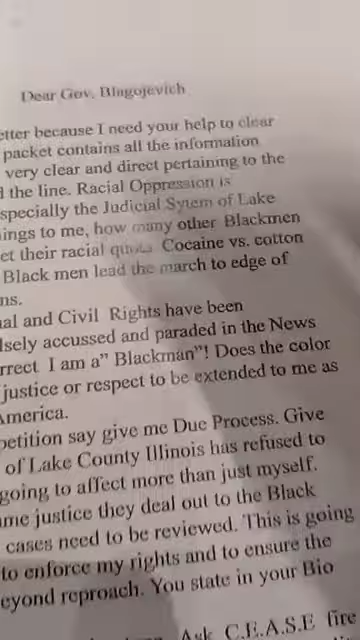 Dear Gov. Blagojevich
etter because I need your help to clear
packet contains all the information
very clear and direct pertaining to the
d the line. Racial Oppression is
specially the Judicial Sytem of Lake
ings to me, how many other Blackmen
et their racial quota Cocaine vs. cotton
Black men lead the march to edge of
ns.
al and Civil Rights have been
lsely accussed and paraded in the News
rrect I am a" Blackman"! Does the color
justice or respect to be extended to me as
America.
petition say give me Due Process. Give
of Lake County Illinois has refused to
going to affect more than just myself.
ame justice they deal out to the Black
cases need to be reviewed. This is going
to enforce my rights and to ensure the
eyond reproach. You state in your Bio
Ask C.E.A.S.E fire